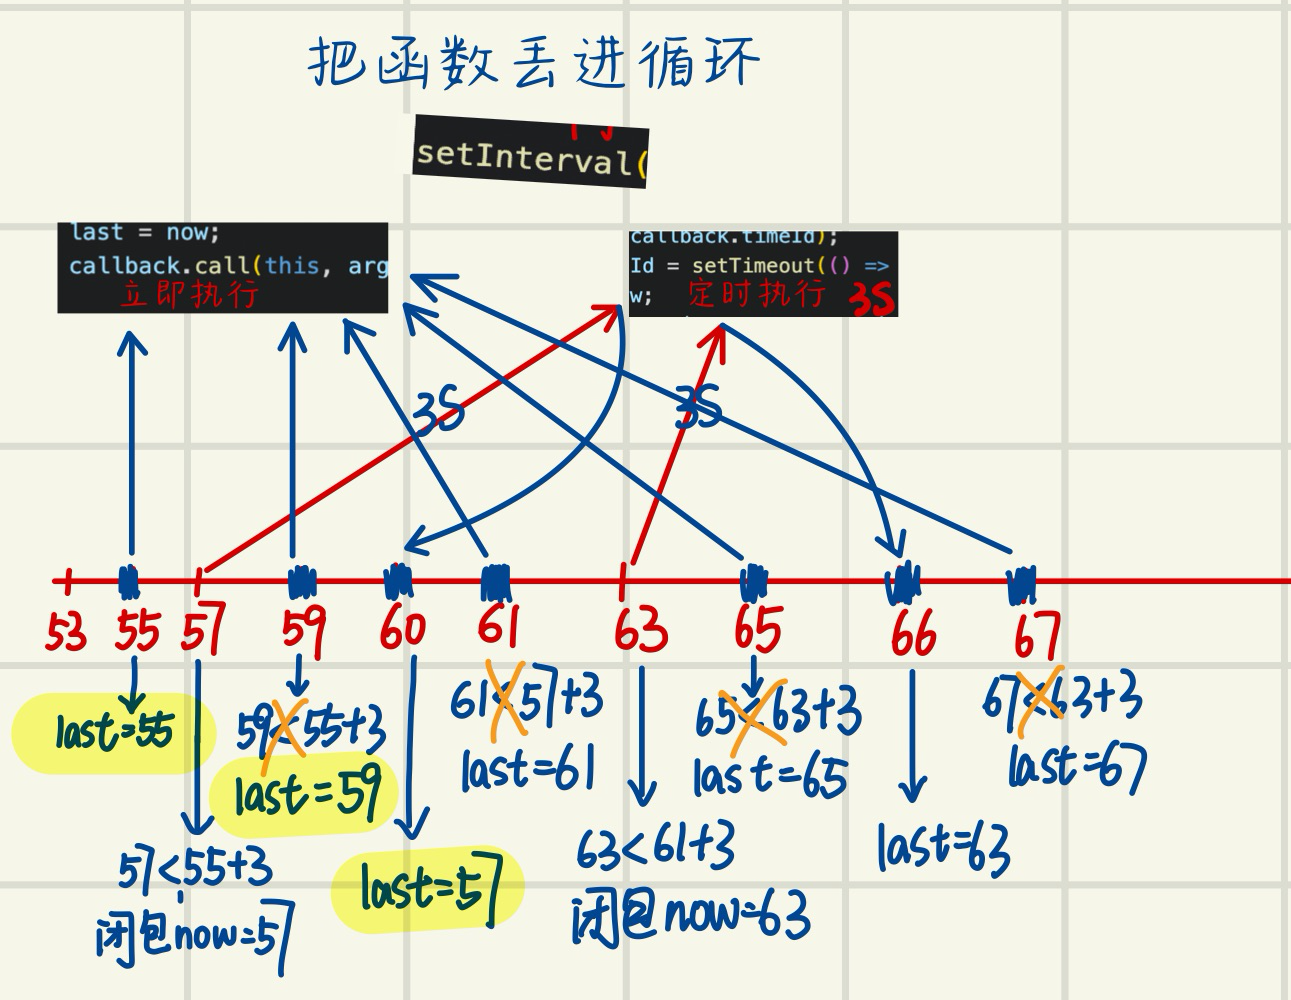 把函数丢进循环
setInterval(
last = now;
callback.call(this, arg
立即执行
callback.timeId);
Id = setTimeout(() =>
w; 定时执行 3S
3S
3S
53 55 57 59 60 61 63 65 66 67
last=55
59<55+3
last=59
57<55+3
闭包now=57
last=57
61<57+3
last=61
63<61+3
闭包now=63
65<63+3
last=65
last=63
67<63+3
last=67